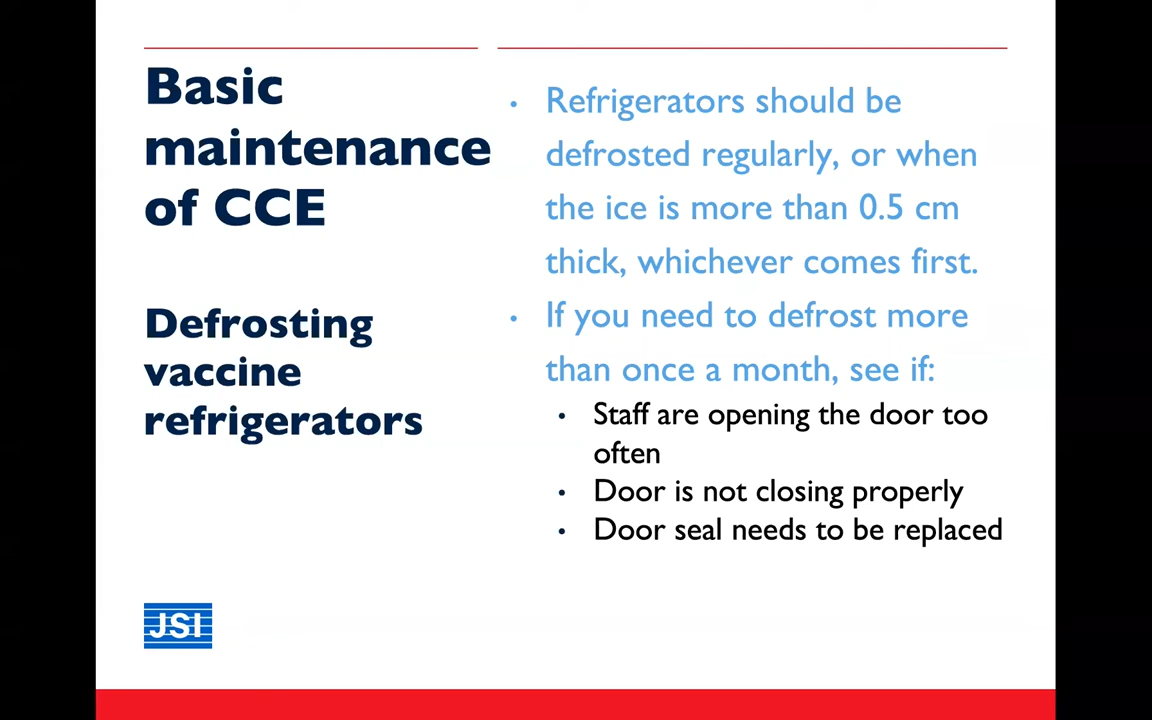 Basic
maintenance
of CCE
Defrosting
vaccine
refrigerators
• Refrigerators should be
defrosted regularly, or when
the ice is more than 0.5 cm
thick, whichever comes first.
• If you need to defrost more
than once a month, see if:
• Staff are opening the door too
often
• Door is not closing properly
• Door seal needs to be replaced
JSI